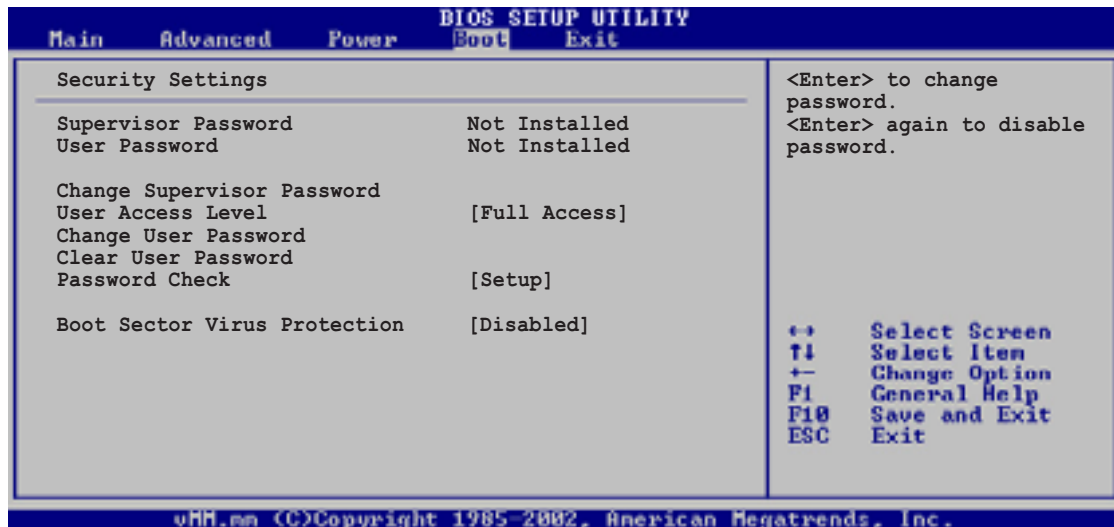 BIOS SETUP UTILITY
Main Advanced Power Boot Exit
Security Settings
Supervisor Password Not Installed
User Password Not Installed
Change Supervisor Password
User Access Level [Full Access]
Change User Password
Clear User Password
Password Check [Setup]
Boot Sector Virus Protection [Disabled]
<Enter> to change
password.
<Enter> again to disable
password.
←→ Select Screen
↑↓ Select Item
+- Change Option
F1 General Help
F10 Save and Exit
ESC Exit
vMM.mm (C)Copyright 1985-2002, American Megatrends, Inc.